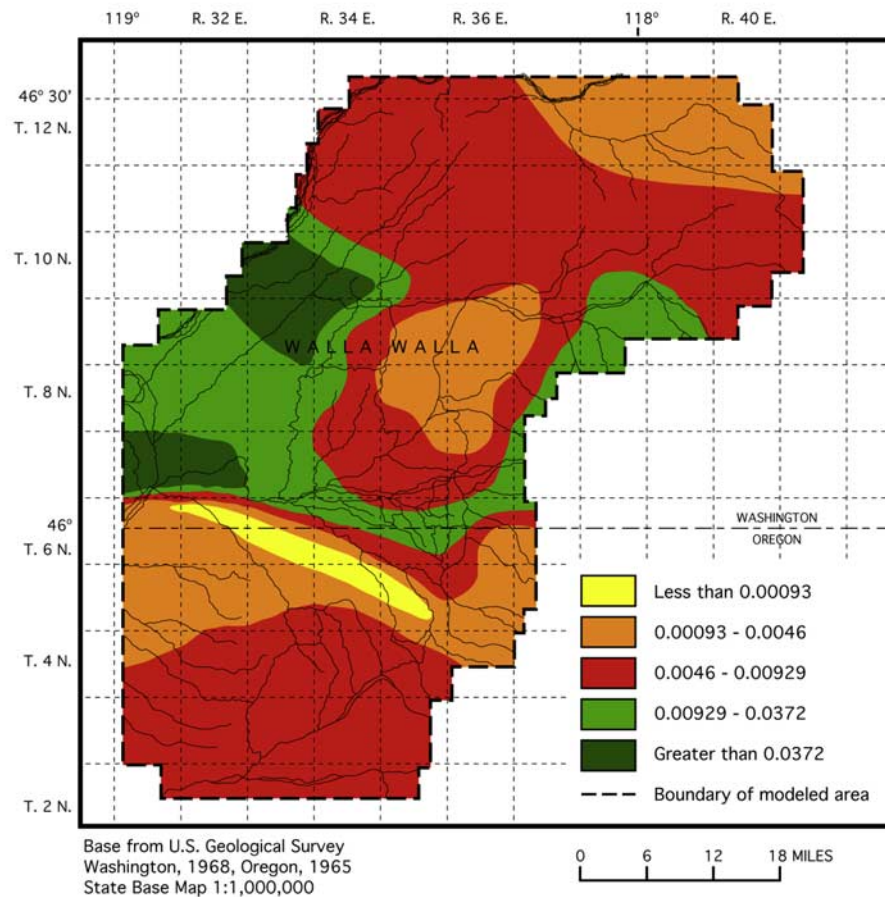 119° R. 32 E. R. 34 E. R. 36 E. 118° R. 40 E.
46° 30'
T. 12 N.
T. 10 N.
WALLA WALLA
T. 8 N.
46°
T. 6 N.
WASHINGTON
OREGON
Less than 0.00093
0.00093 - 0.0046
0.0046 - 0.00929
0.00929 - 0.0372
Greater than 0.0372
Boundary of modeled area
T. 4 N.
T. 2 N.
Base from U.S. Geological Survey
Washington, 1968, Oregon, 1965
State Base Map 1:1,000,000
0 6 12 18 MILES